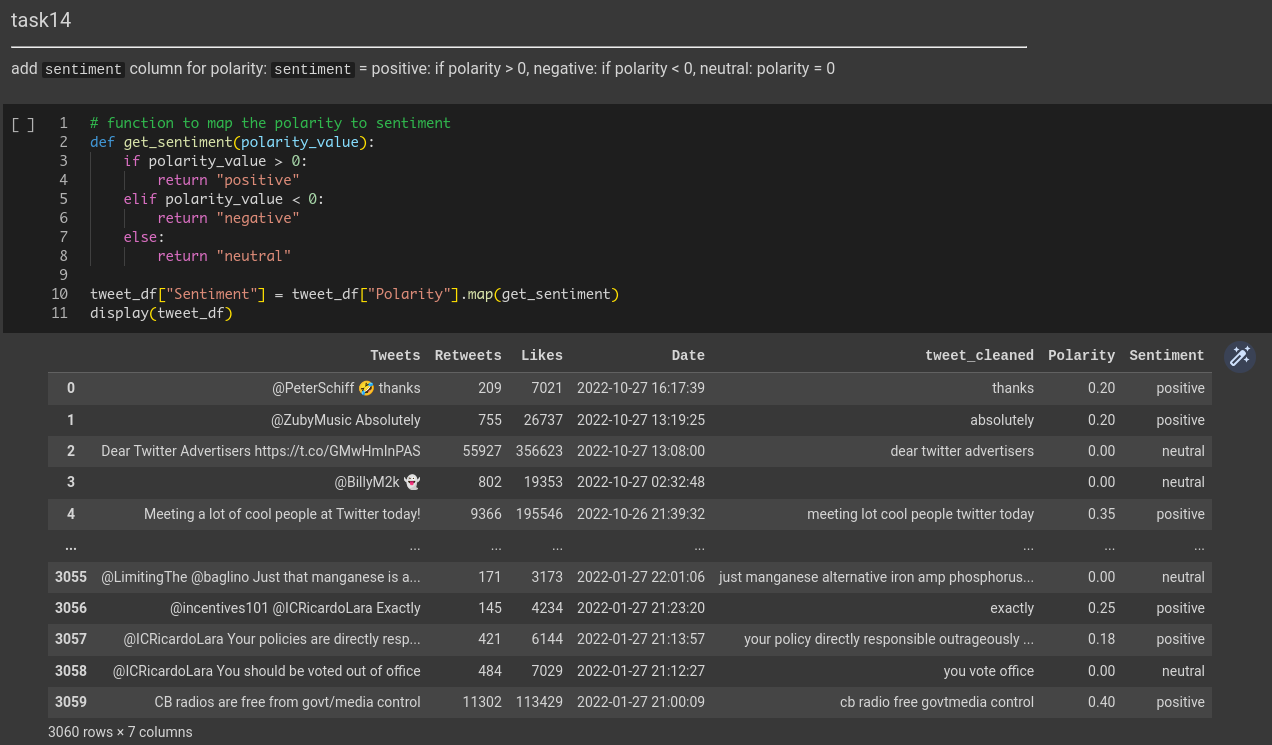 task14
add sentiment column for polarity: sentiment = positive: if polarity > 0, negative: if polarity < 0, neutral: polarity = 0
[ ] 1 # function to map the polarity to sentiment
2 def get_sentiment(polarity_value):
3 if polarity_value > 0:
4 return "positive"
5 elif polarity_value < 0:
6 return "negative"
7 else:
8 return "neutral"
9
10 tweet_df["Sentiment"] = tweet_df["Polarity"].map(get_sentiment)
11 display(tweet_df)
Tweets Retweets Likes Date tweet_cleaned Polarity Sentiment
0 @PeterSchiff 🤣 thanks 209 7021 2022-10-27 16:17:39 thanks 0.20 positive
1 @ZubyMusic Absolutely 755 26737 2022-10-27 13:19:25 absolutely 0.20 positive
2 Dear Twitter Advertisers https://t.co/GMwHmInPAS 55927 356623 2022-10-27 13:08:00 dear twitter advertisers 0.00 neutral
3 @BillyM2k 👻 802 19353 2022-10-27 02:32:48 0.00 neutral
4 Meeting a lot of cool people at Twitter today! 9366 195546 2022-10-26 21:39:32 meeting lot cool people twitter today 0.35 positive
... ... ... ... ... ... ... ...
3055 @LimitingThe @baglino Just that manganese is a... 171 3173 2022-01-27 22:01:06 just manganese alternative iron amp phosphorus... 0.00 neutral
3056 @incentives101 @ICRicardoLara Exactly 145 4234 2022-01-27 21:23:20 exactly 0.25 positive
3057 @ICRicardoLara Your policies are directly resp... 421 6144 2022-01-27 21:13:57 your policy directly responsible outrageously ... 0.18 positive
3058 @ICRicardoLara You should be voted out of office 484 7029 2022-01-27 21:12:27 you vote office 0.00 neutral
3059 CB radios are free from govt/media control 11302 113429 2022-01-27 21:00:09 cb radio free govtmedia control 0.40 positive
3060 rows × 7 columns